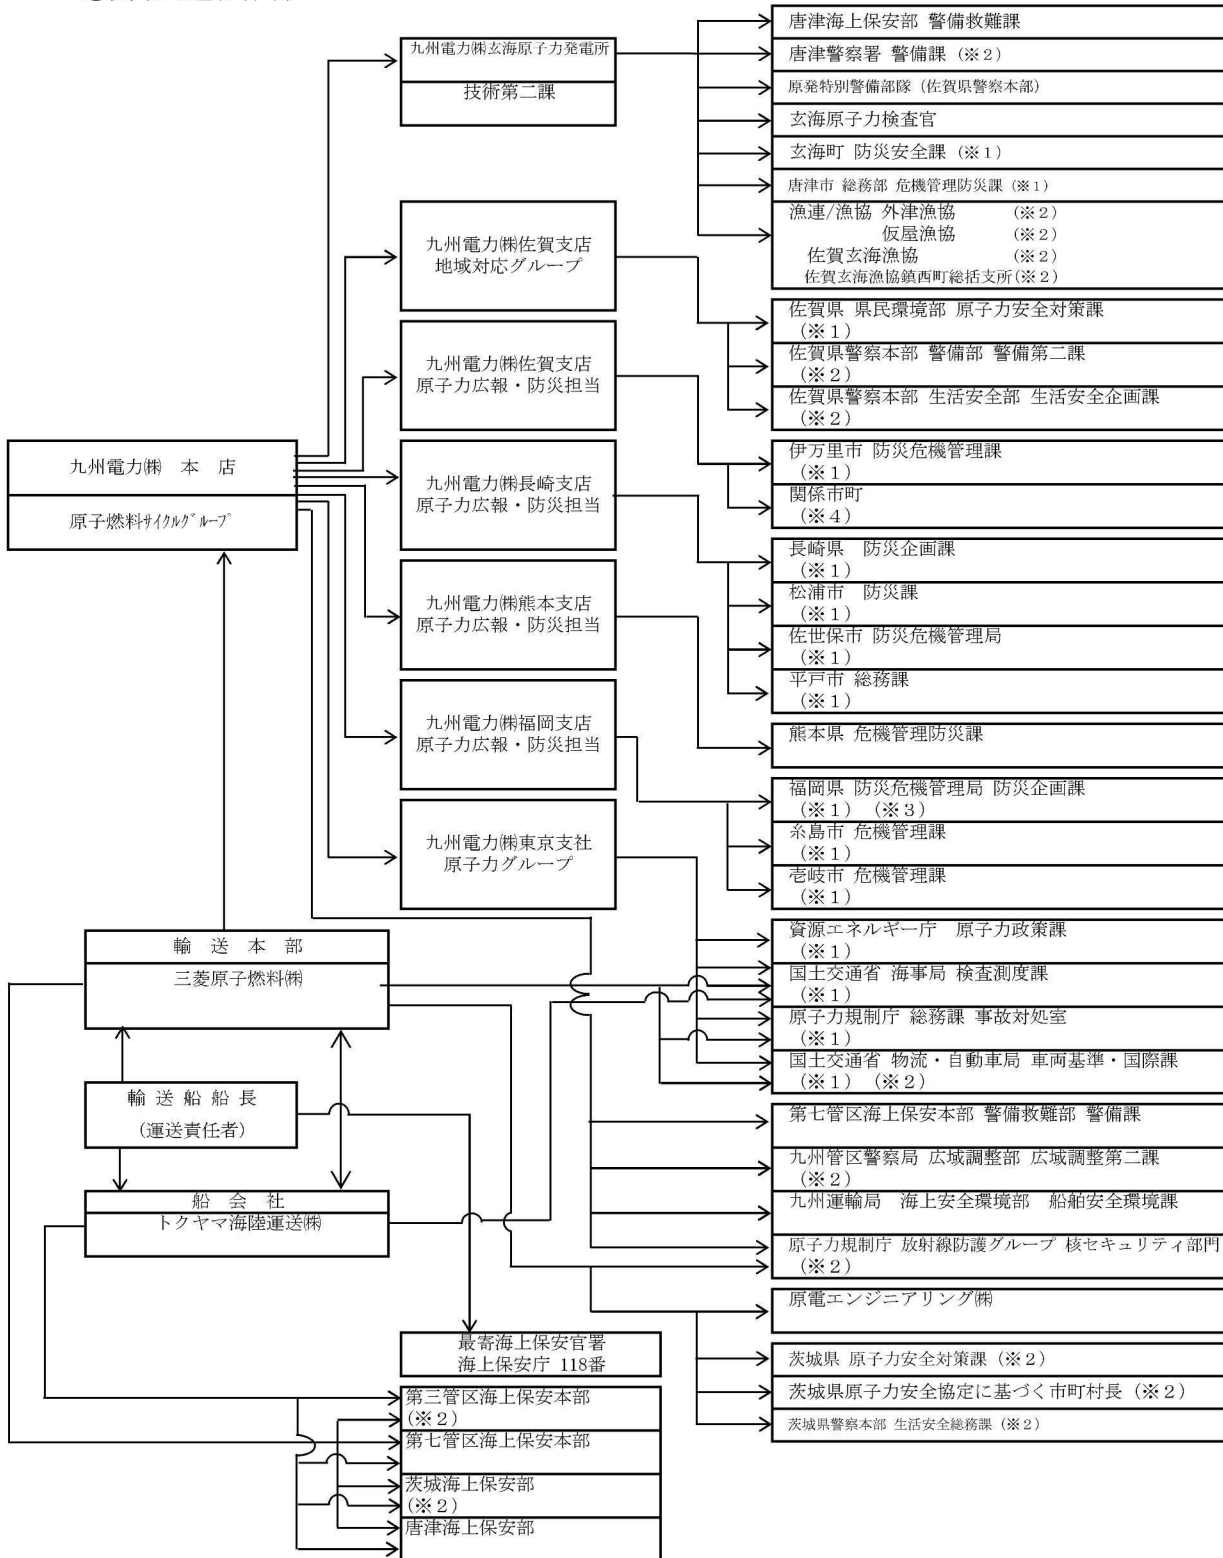 九州電力㈱玄海原子力発電所
技術第二課
九州電力㈱佐賀支店
地域対応グループ
九州電力㈱佐賀支店
原子力広報・防災担当
九州電力㈱ 本 店
原子燃料ｻｲｸﾙｸﾞﾙｰﾌﾟ
九州電力㈱長崎支店
原子力広報・防災担当
九州電力㈱熊本支店
原子力広報・防災担当
九州電力㈱福岡支店
原子力広報・防災担当
九州電力㈱東京支社
原子力グループ
輸 送 本 部
三菱原子燃料㈱
輸 送 船 船 長
(運送責任者)
船 会 社
トクヤマ海陸運送㈱
最寄海上保安官署
海上保安庁 118番
第三管区海上保安本部
(※２)
第七管区海上保安本部
茨城海上保安部
(※２)
唐津海上保安部
唐津海上保安部 警備救難課
唐津警察署 警備課 (※２)
原発特別警備部隊 (佐賀県警察本部)
玄海原子力検査官
玄海町 防災安全課 (※１)
唐津市 総務部 危機管理防災課 (※１)
漁連/漁協 外津漁協 (※２)
仮屋漁協 (※２)
佐賀玄海漁協 (※２)
佐賀玄海漁協鎮西町総括支所(※２)
佐賀県 県民環境部 原子力安全対策課
(※１)
佐賀県警察本部 警備部 警備第二課
(※２)
佐賀県警察本部 生活安全部 生活安全企画課
(※２)
伊万里市 防災危機管理課
(※１)
関係市町
(※４)
長崎県 防災企画課
(※１)
松浦市 防災課
(※１)
佐世保市 防災危機管理局
(※１)
平戸市 総務課
(※１)
熊本県 危機管理防災課
福岡県 防災危機管理局 防災企画課
(※１) (※３)
糸島市 危機管理課
(※１)
壱岐市 危機管理課
(※１)
資源エネルギー庁 原子力政策課
(※１)
国土交通省 海事局 検査測度課
(※１)
原子力規制庁 総務課 事故対処室
(※１)
国土交通省 物流・自動車局 車両基準・国際課
(※１) (※２)
第七管区海上保安本部 警備救難部 警備課
九州管区警察局 広域調整部 広域調整第二課
(※２)
九州運輸局 海上安全環境部 船舶安全環境課
原子力規制庁 放射線防護グループ 核セキュリティ部門
(※２)
原電エンジニアリング㈱
茨城県 原子力安全対策課 (※２)
茨城県原子力安全協定に基づく市町村長 (※２)
茨城県警察本部 生活安全総務課 (※２)